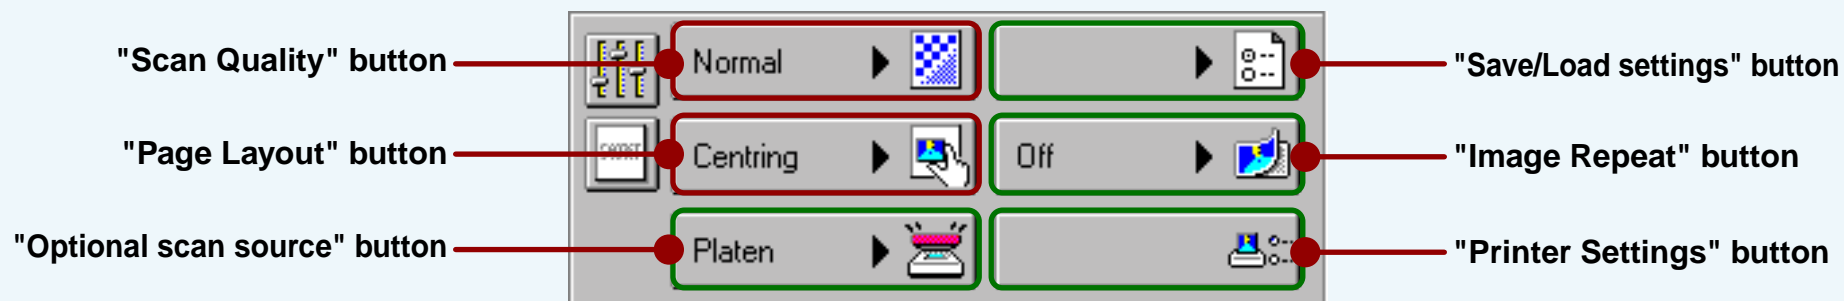 "Scan Quality" button
Normal
"Save/Load settings" button
"Page Layout" button
Centring
Off
"Image Repeat" button
"Optional scan source" button
Platen
"Printer Settings" button